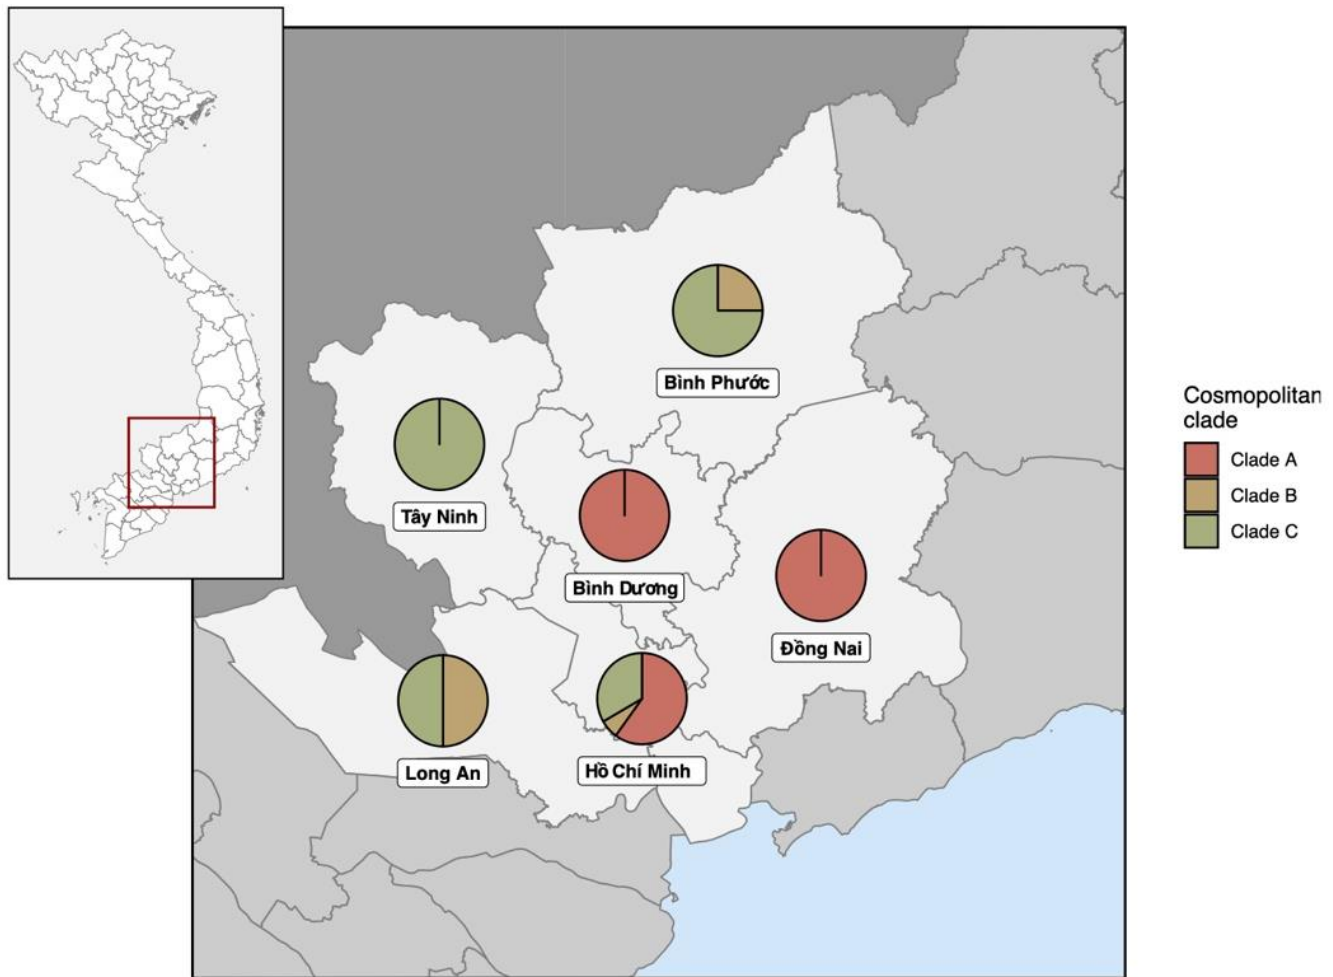 Bình Phước
Tây Ninh
Bình Dương
Đồng Nai
Long An
Hồ Chí Minh
Cosmopolitan
clade
Clade A
Clade B
Clade C